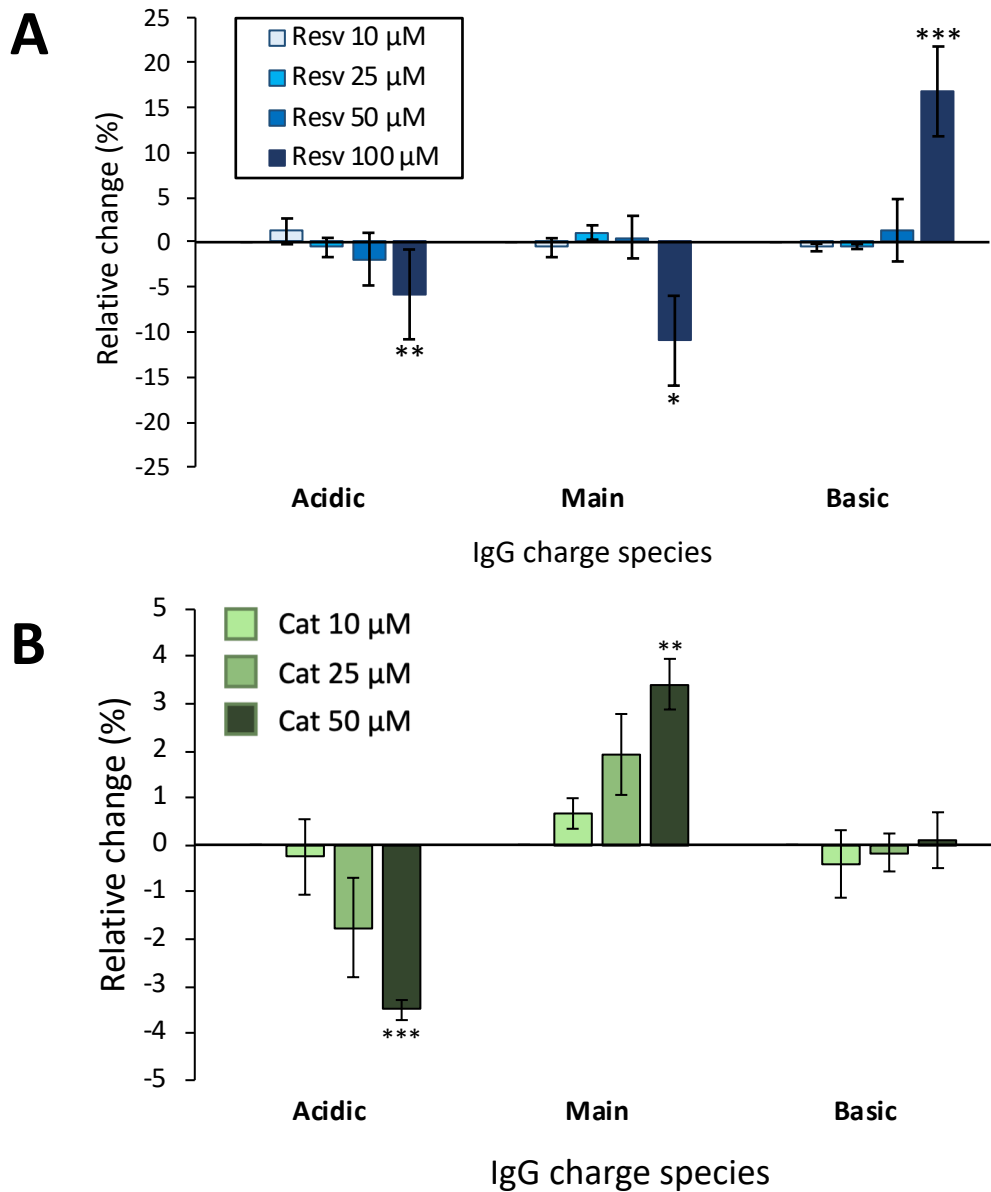 A
Relative change (%)
25
20
15
10
5
0
-5
-10
-15
-20
-25
Resv 10 µM
Resv 25 µM
Resv 50 µM
Resv 100 µM
**
*
***
Acidic Main Basic
IgG charge species
B
Relative change (%)
5
4
3
2
1
0
-1
-2
-3
-4
-5
Cat 10 µM
Cat 25 µM
Cat 50 µM
***
**
Acidic Main Basic
IgG charge species